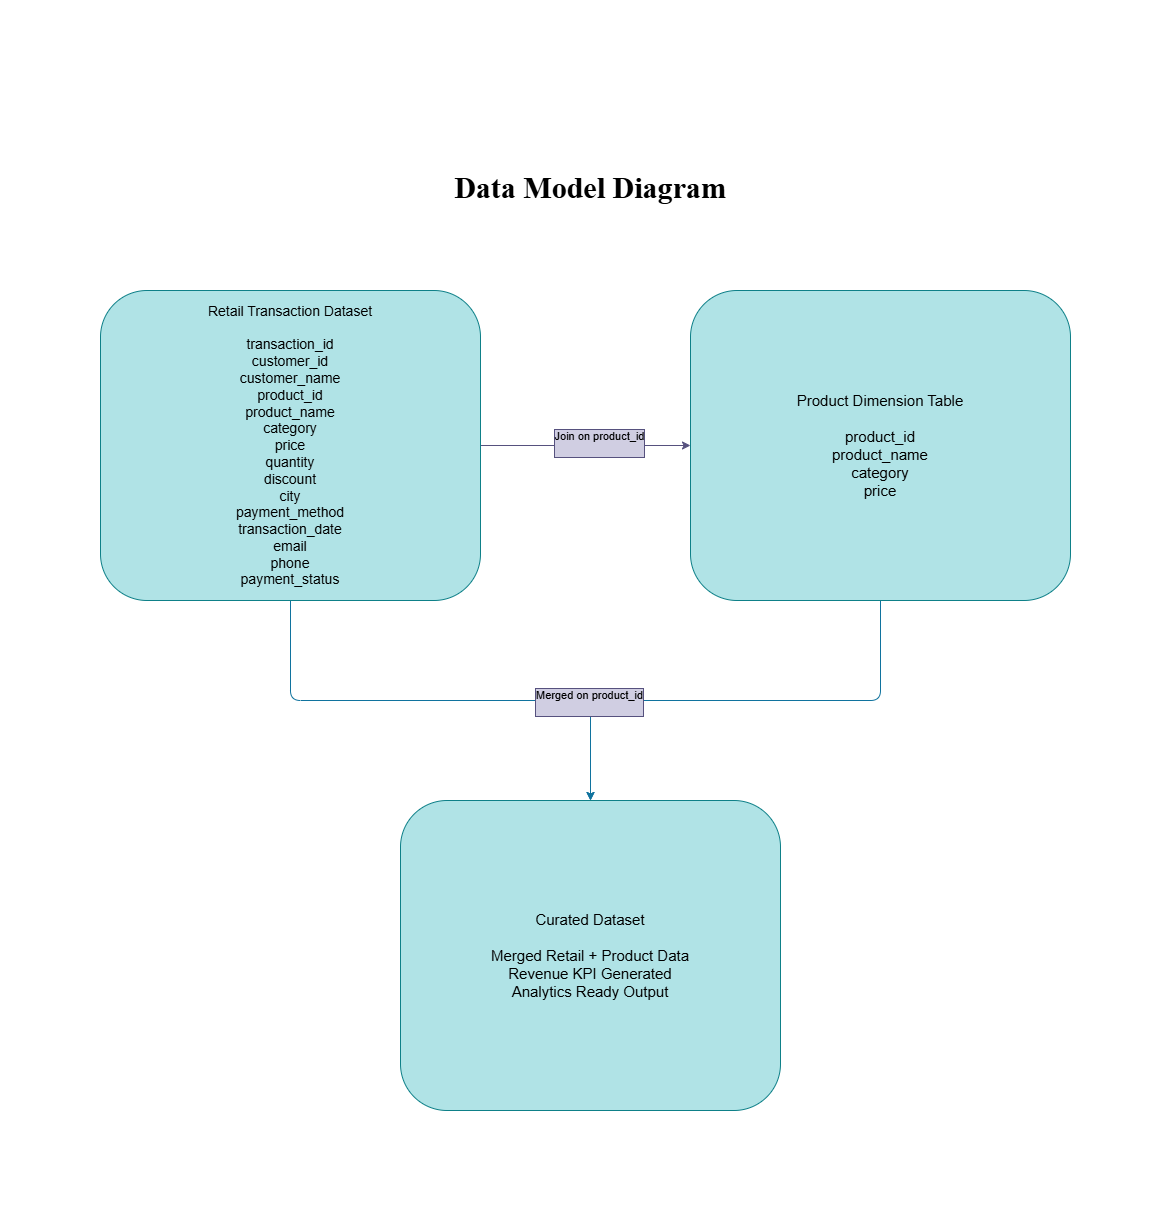 Data Model Diagram
Retail Transaction Dataset
transaction_id
customer_id
customer_name
product_id
product_name
category
price
quantity
discount
city
payment_method
transaction_date
email
phone
payment_status
Join on product_id
Product Dimension Table
product_id
product_name
category
price
Merged on product_id
Curated Dataset
Merged Retail + Product Data
Revenue KPI Generated
Analytics Ready Output